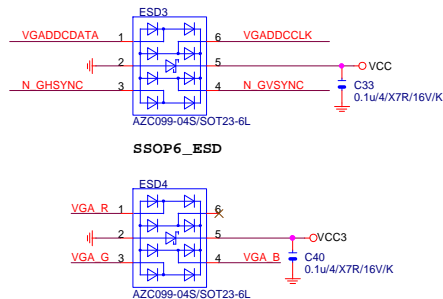 ESD3
VGADDCDATA 1 6 VGADDCCLK
2 5 VCC
N_GHSYNC 3 4 N_GVSYNC
C33
0.1u/4/X7R/16V/K
AZC099-04S/SOT23-6L
SSOP6_ESD
ESD4
VGA_R 1 6
2 5 VCC3
VGA_G 3 4 VGA_B
C40
0.1u/4/X7R/16V/K
AZC099-04S/SOT23-6L